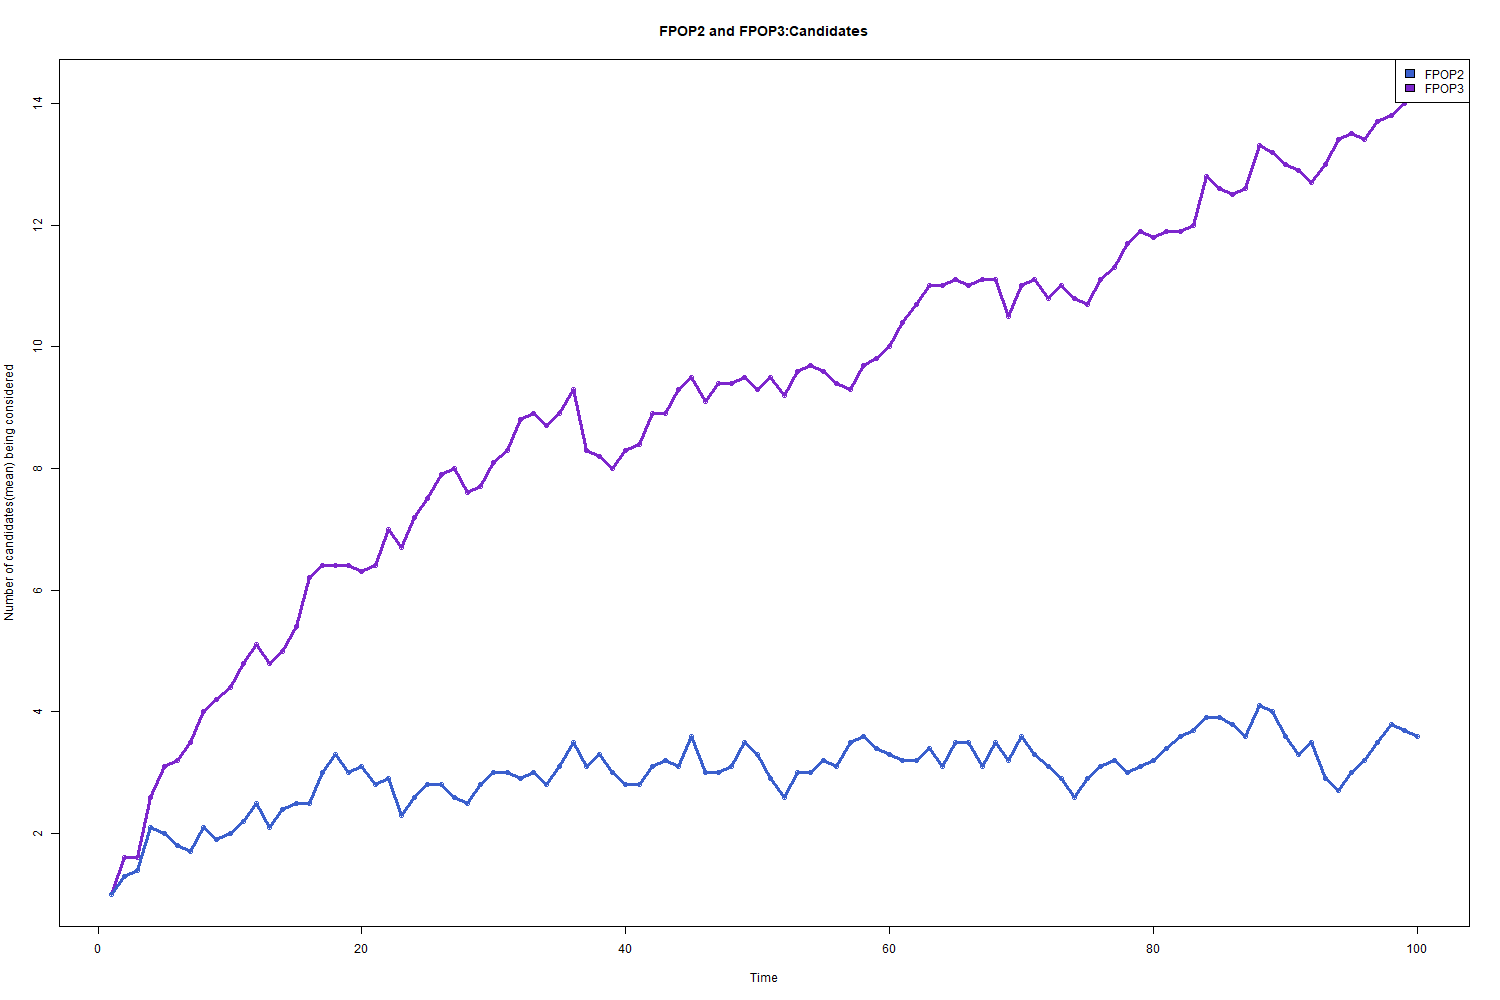 FPOP2 and FPOP3:Candidates
FPOP2
FPOP3
14
12
10
8
6
4
2
Number of candidates(mean) being considered
0
20
40
60
80
100
Time